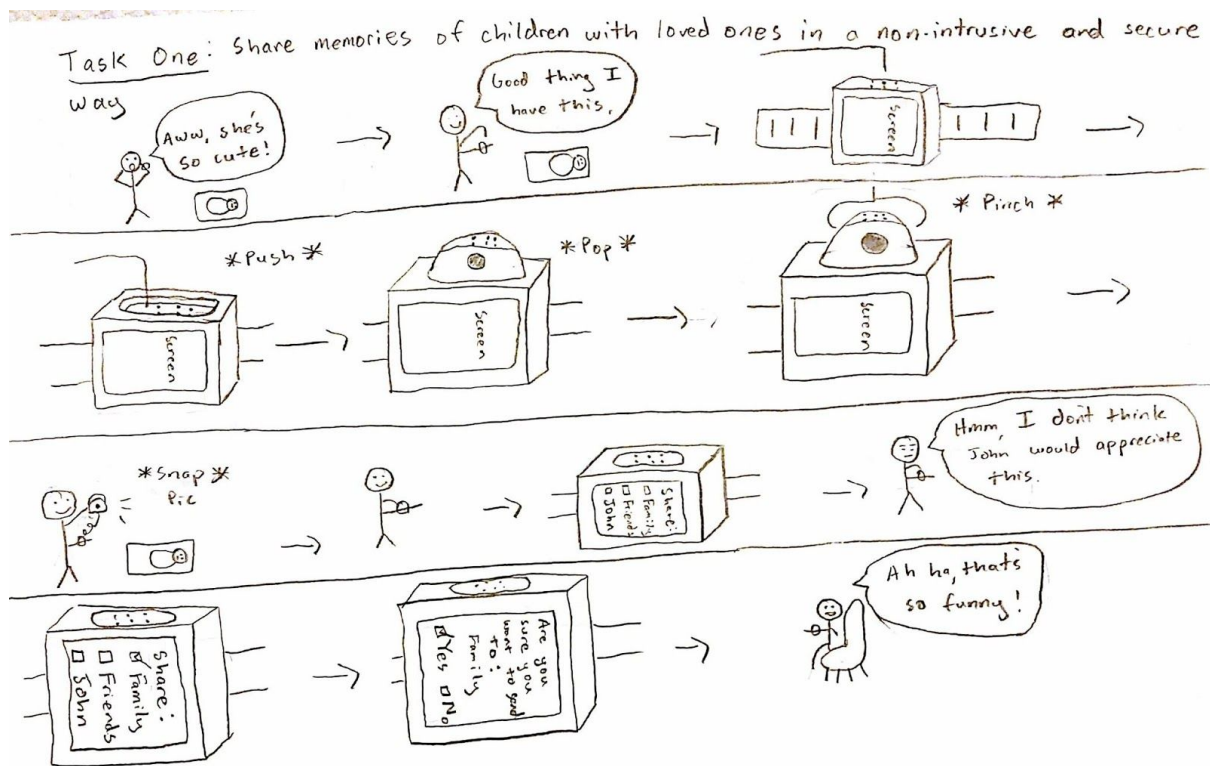 Task One: Share memories of children with loved ones in a non-intrusive and secure
way
Aww, she's
so cute!
Good thing I
have this.
Screen
*Push*
Screen
*Pop*
Screen
*Pinch*
Screen
*Snap*
Pic
Share:
Family
Friends
John
Hmm, I don't think
John would appreciate
this.
Share:
Family
Friends
John
Are you
sure you
want to send
to:
Family
Yes No
Ah ha, that's
so funny!